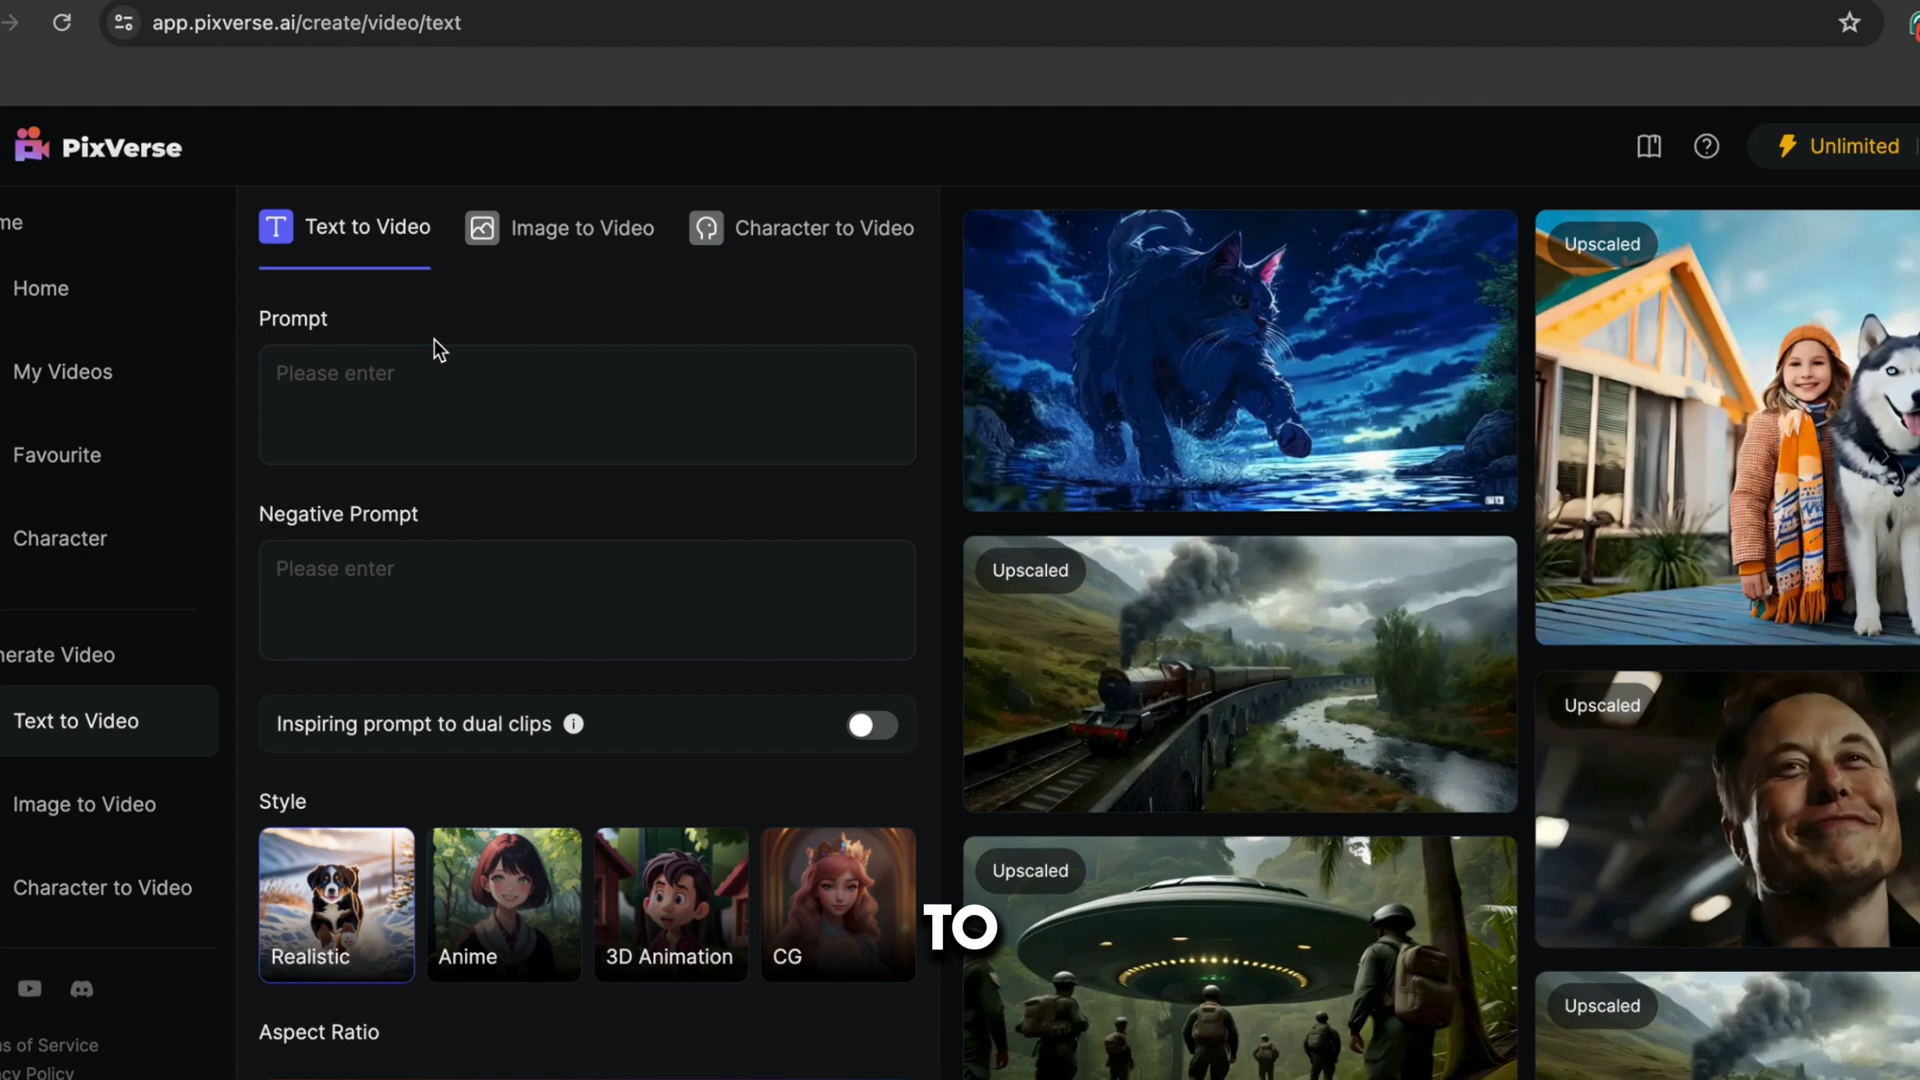 app.pixverse.ai/create/video/text
PixVerse
Unlimited
me
Home
My Videos
Favourite
Character
nerate Video
Text to Video
Image to Video
Character to Video
s of Service
cy Policy
Text to Video
Image to Video
Character to Video
Prompt
Please enter
Negative Prompt
Please enter
Inspiring prompt to dual clips
Style
Realistic
Anime
3D Animation
CG
Aspect Ratio
TO
Upscaled
Upscaled
Upscaled
Upscaled
Upscaled